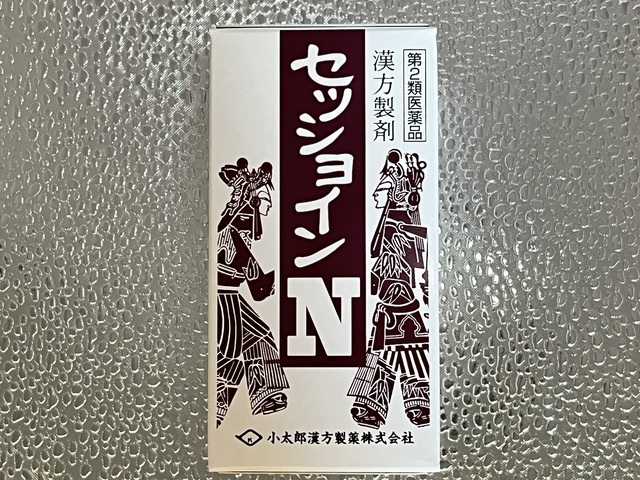 第2類医薬品
漢方製剤
セッショインN
K
小太郎漢方製薬株式会社